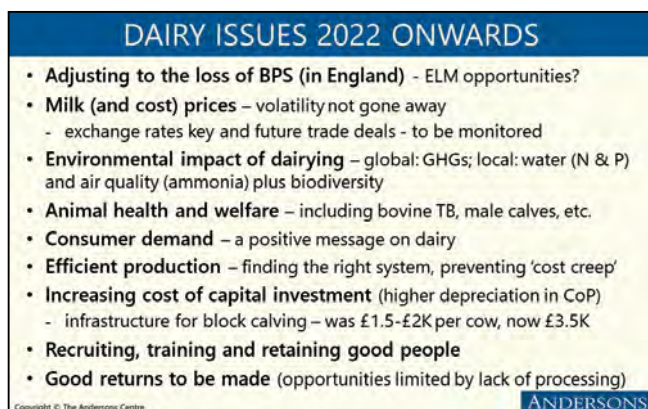 DAIRY ISSUES 2022 ONWARDS
• Adjusting to the loss of BPS (in England) - ELM opportunities?
• Milk (and cost) prices – volatility not gone away
- exchange rates key and future trade deals - to be monitored
• Environmental impact of dairying – global: GHGs; local: water (N & P)
and air quality (ammonia) plus biodiversity
• Animal health and welfare – including bovine TB, male calves, etc.
• Consumer demand – a positive message on dairy
• Efficient production – finding the right system, preventing ‘cost creep’
• Increasing cost of capital investment (higher depreciation in CoP)
- infrastructure for block calving – was £1.5-£2K per cow, now £3.5K
• Recruiting, training and retaining good people
• Good returns to be made (opportunities limited by lack of processing)
Copyright © The Andersons Centre
ANDERSONS